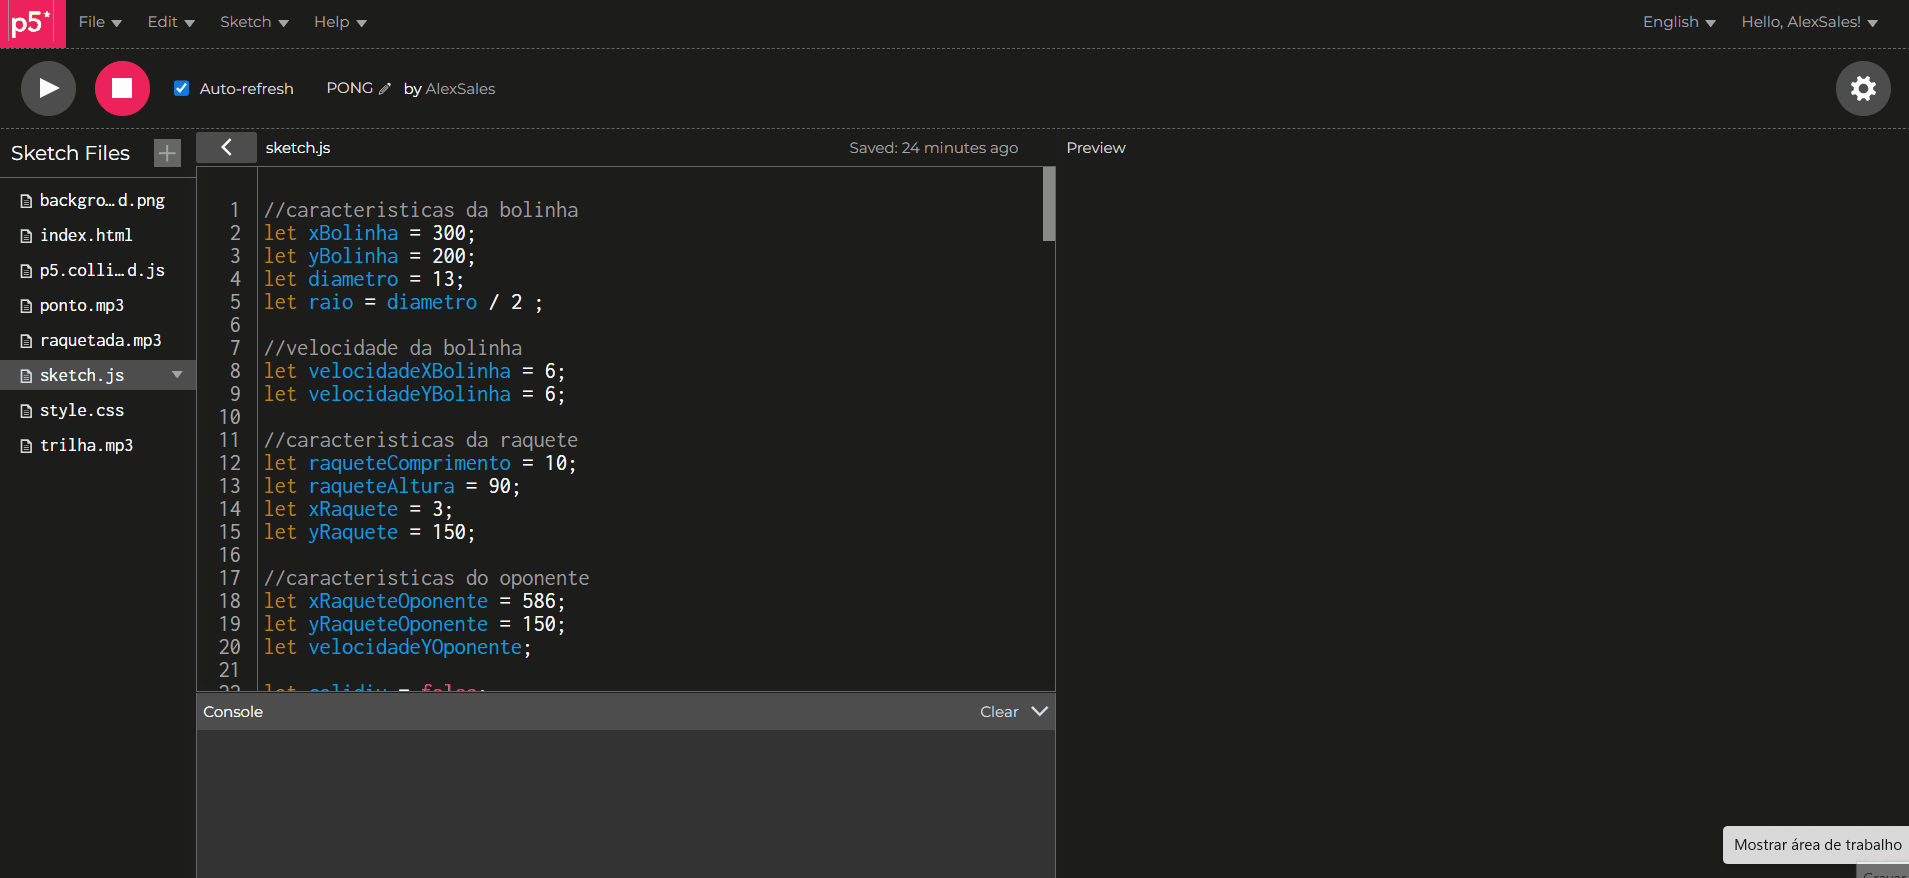 p5*
File
Edit
Sketch
Help
English
Hello, AlexSales!
Auto-refresh
PONG
by AlexSales
Sketch Files
sketch.js
Saved: 24 minutes ago
Preview
backgro…d.png
index.html
p5.colli…d.js
ponto.mp3
raquetada.mp3
sketch.js
style.css
trilha.mp3
1 //caracteristicas da bolinha
2 let xBolinha = 300;
3 let yBolinha = 200;
4 let diametro = 13;
5 let raio = diametro / 2 ;
6
7 //velocidade da bolinha
8 let velocidadeXBolinha = 6;
9 let velocidadeYBolinha = 6;
10
11 //caracteristicas da raquete
12 let raqueteComprimento = 10;
13 let raqueteAltura = 90;
14 let xRaquete = 3;
15 let yRaquete = 150;
16
17 //caracteristicas do oponente
18 let xRaqueteOponente = 586;
19 let yRaqueteOponente = 150;
20 let velocidadeYOponente;
21
22 let colidiu = false;
Console
Clear
Mostrar área de trabalho